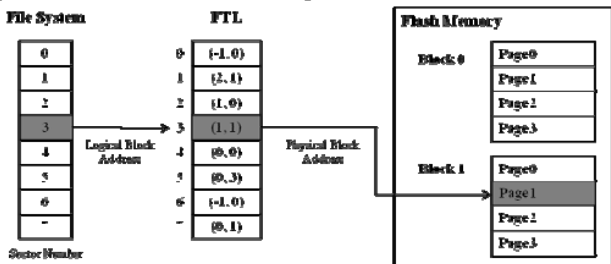 File System
0
1
2
3
4
5
6
Sector Number
Logical Block
Address
FTL
0 (-1, 0)
1 (2, 1)
2 (1, 0)
3 (1, 1)
4 (0, 0)
5 (0, 3)
6 (-1, 0)
(0, 1)
Physical Block
Address
Flash Memory
Block 0
Page0
Page1
Page2
Page3
Block 1
Page0
Page1
Page2
Page3